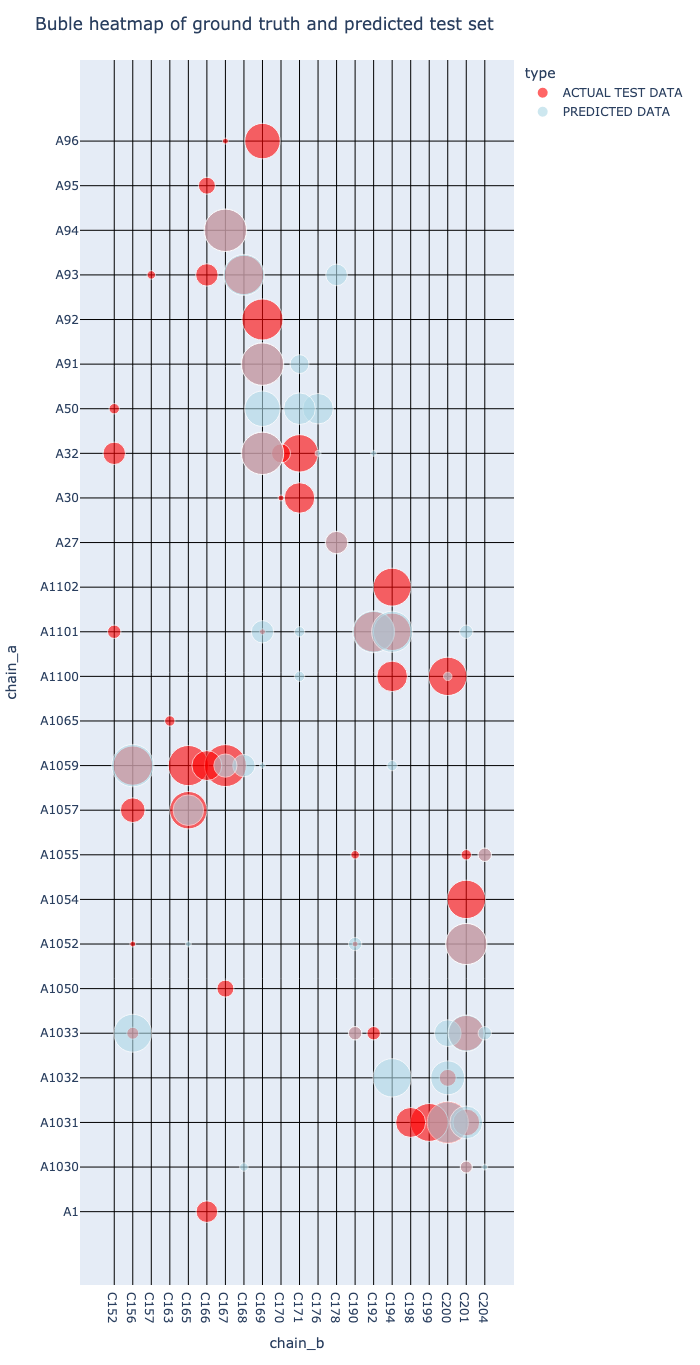 Buble heatmap of ground truth and predicted test set
type
ACTUAL TEST DATA
PREDICTED DATA
A96
A95
A94
A93
A92
A91
A50
A32
A30
A27
A1102
A1101
A1100
A1065
A1059
A1057
A1055
A1054
A1052
A1050
A1033
A1032
A1031
A1030
A1
chain_a
C152
C156
C157
C163
C165
C166
C167
C168
C169
C170
C171
C176
C178
C190
C192
C194
C198
C199
C200
C201
C204
chain_b